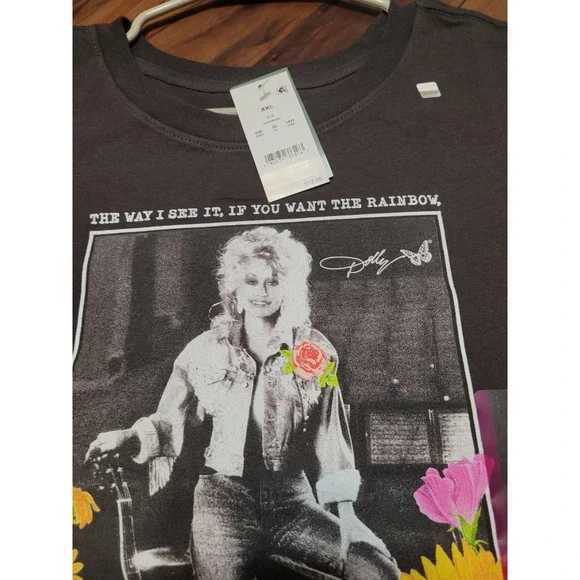 XXL
THE WAY I SEE IT, IF YOU WANT THE RAINBOW,
Dolly